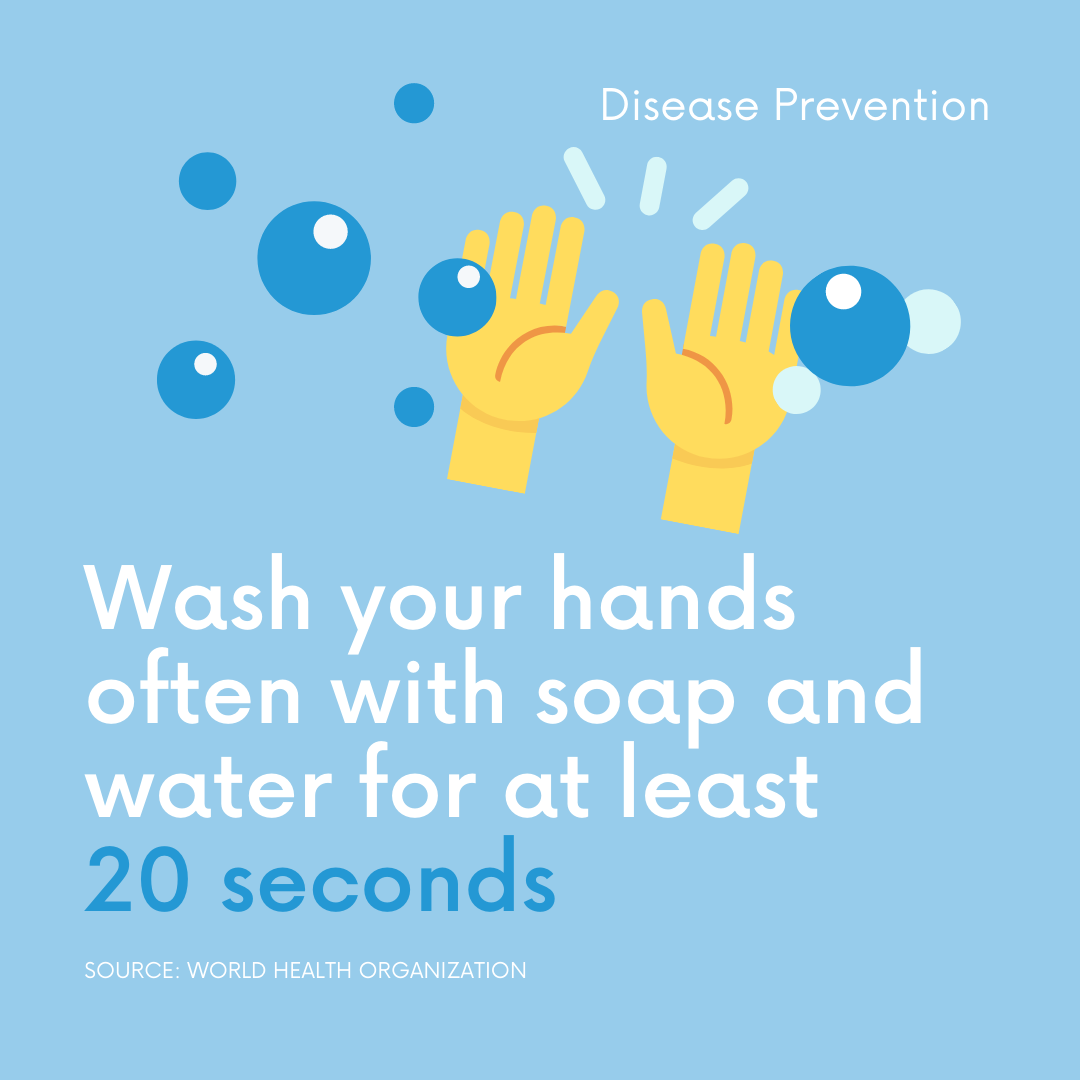 Disease Prevention
Wash your hands
often with soap and
water for at least
20 seconds
SOURCE: WORLD HEALTH ORGANIZATION